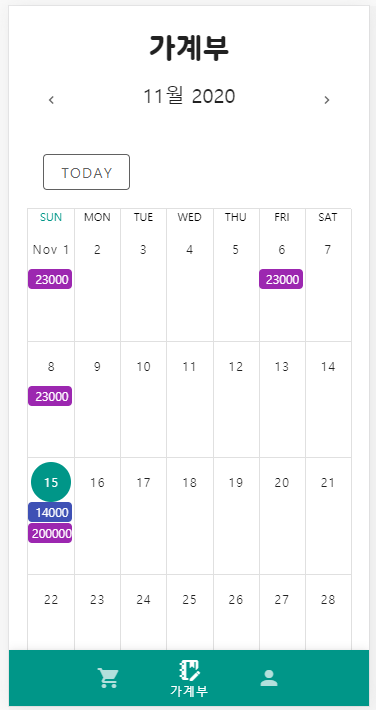 가계부
11월 2020
TODAY
SUN MON TUE WED THU FRI SAT
Nov 1 2 3 4 5 6 7
23000 23000
8 9 10 11 12 13 14
23000
15 16 17 18 19 20 21
14000
200000
22 23 24 25 26 27 28
가계부